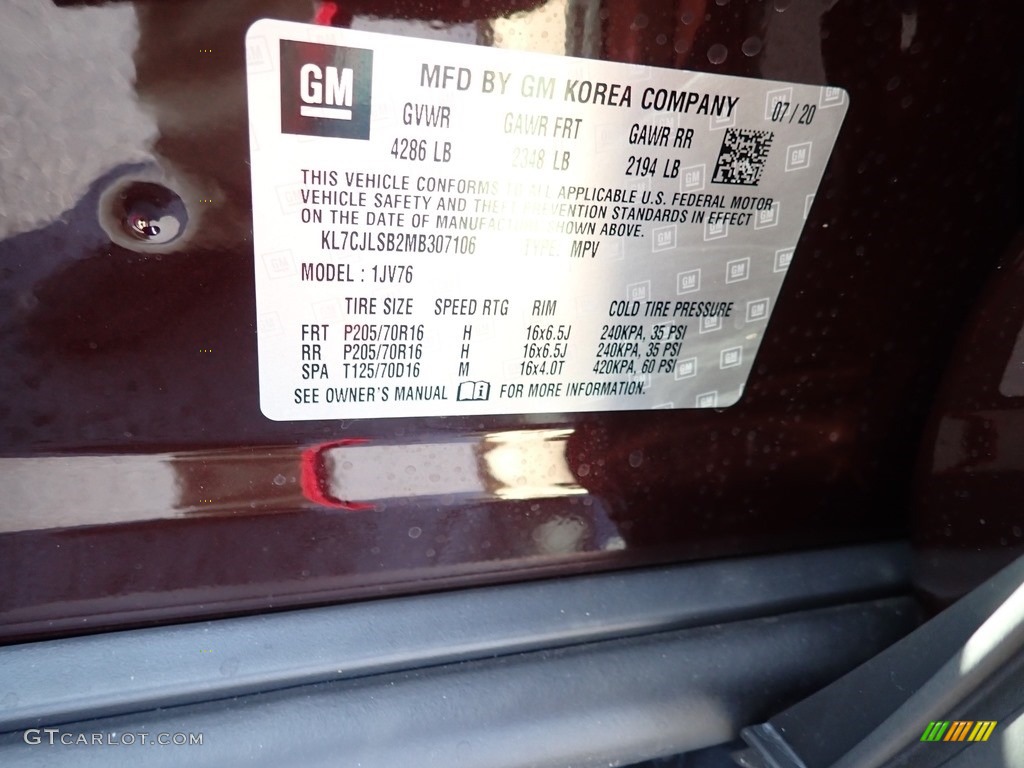 GM
MFD BY GM KOREA COMPANY 07/20
GVWR GAWR FRT GAWR RR
4286 LB 2348 LB 2194 LB
THIS VEHICLE CONFORMS TO ALL APPLICABLE U.S. FEDERAL MOTOR
VEHICLE SAFETY AND THEFT PREVENTION STANDARDS IN EFFECT
ON THE DATE OF MANUFACTURE SHOWN ABOVE.
KL7CJLSB2MB307106 TYPE: MPV
MODEL : 1JV76
TIRE SIZE SPEED RTG RIM COLD TIRE PRESSURE
FRT P205/70R16 H 16x6.5J 240KPA, 35 PSI
RR P205/70R16 H 16x6.5J 240KPA, 35 PSI
SPA T125/70D16 M 16x4.0T 420KPA, 60 PSI
SEE OWNER'S MANUAL FOR MORE INFORMATION.
GTCARLOT.COM